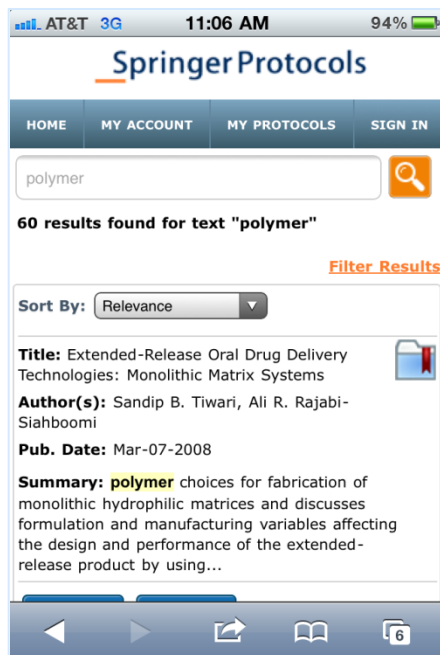 AT&T 3G 11:06 AM 94%
SpringerProtocols
HOME MY ACCOUNT MY PROTOCOLS SIGN IN
polymer
60 results found for text "polymer"
Filter Results
Sort By: Relevance
Title: Extended-Release Oral Drug Delivery
Technologies: Monolithic Matrix Systems
Author(s): Sandip B. Tiwari, Ali R. Rajabi-
Siahboomi
Pub. Date: Mar-07-2008
Summary: polymer choices for fabrication of
monolithic hydrophilic matrices and discusses
formulation and manufacturing variables affecting
the design and performance of the extended-
release product by using...
6